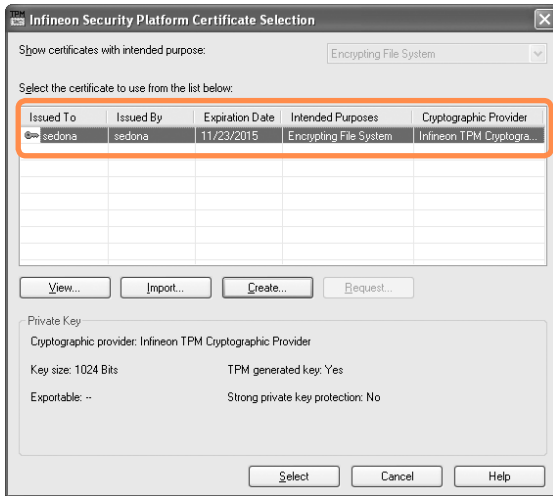 Infineon Security Platform Certificate Selection
Show certificates with intended purpose: Encrypting File System
Select the certificate to use from the list below:
Issued To Issued By Expiration Date Intended Purposes Cryptographic Provider
sedona sedona 11/23/2015 Encrypting File System Infineon TPM Cryptogra...
View... Import... Create... Request...
Private Key
Cryptographic provider: Infineon TPM Cryptographic Provider
Key size: 1024 Bits TPM generated key: Yes
Exportable: -- Strong private key protection: No
Select Cancel Help